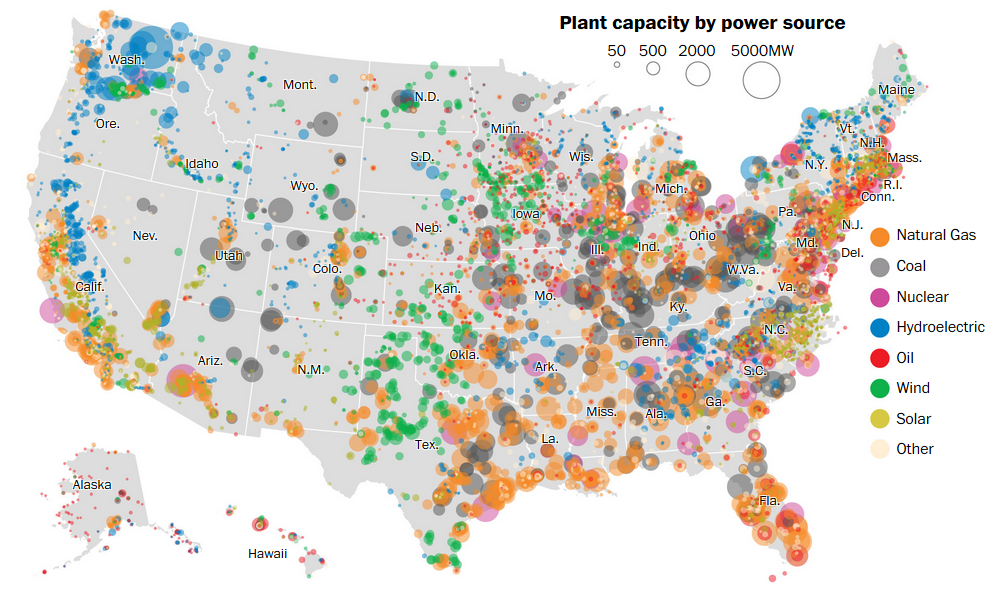 Plant capacity by power source
50 500 2000 5000MW
Wash.
Mont.
N.D.
Maine
Ore.
Minn.
Vt.
N.H.
Idaho
S.D.
Wis.
N.Y.
Mass.
Wyo.
Mich.
R.I.
Conn.
Iowa
Pa.
Nev.
Neb.
Ohio
N.J.
Natural Gas
Utah
Ill.
Ind.
Md.
Del.
Colo.
W.Va.
Coal
Calif.
Kan.
Mo.
Va.
Nuclear
Ky.
Hydroelectric
Tenn.
N.C.
Ariz.
N.M.
Okla.
Ark.
S.C.
Oil
Wind
Miss.
Ala.
Ga.
Solar
Tex.
La.
Other
Alaska
Fla.
Hawaii